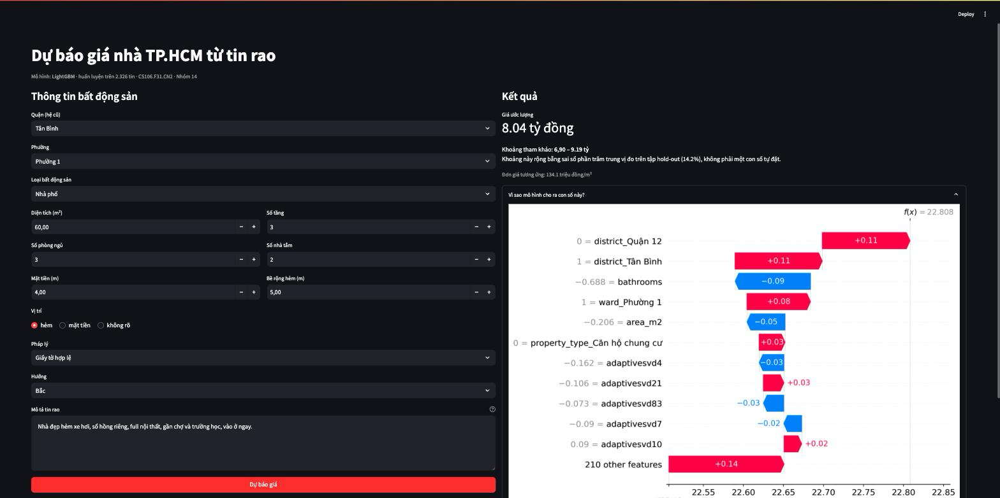 Deploy
Dự báo giá nhà TP.HCM từ tin rao
Mô hình: LightGBM · huấn luyện trên 2.326 tin · CS106.F31.CN2 · Nhóm 14
Thông tin bất động sản
Quận (hệ cũ)
Tân Bình
Phường
Phường 1
Loại bất động sản
Nhà phố
Diện tích (m²)
Số tầng
60,00
3
Số phòng ngủ
Số nhà tắm
3
2
Mặt tiền (m)
Bề rộng hẻm (m)
4,00
5,00
Vị trí
hẻm
mặt tiền
không rõ
Pháp lý
Giấy tờ hợp lệ
Hướng
Bắc
Mô tả tin rao
Nhà đẹp hẻm xe hơi, sổ hồng riêng, full nội thất, gần chợ và trường học, vào ở ngay.
Dự báo giá
Kết quả
Giá ước lượng
8.04 tỷ đồng
Khoảng tham khảo: 6,90 – 9.19 tỷ
Khoảng này rộng bằng sai số phần trăm trung vị đo trên tập hold-out (14.2%), không phải một con số tự đặt.
Đơn giá tương ứng: 134.1 triệu đồng/m²
Vì sao mô hình cho ra con số này?
f(x) = 22.808
0 = district_Quận 12 +0.11
1 = district_Tân Bình +0.11
−0.688 = bathrooms −0.09
1 = ward_Phường 1 +0.08
−0.206 = area_m2 −0.05
0 = property_type_Căn hộ chung cư +0.03
−0.162 = adaptivesvd4 −0.03
−0.106 = adaptivesvd21 +0.03
−0.073 = adaptivesvd83 −0.03
−0.09 = adaptivesvd7 −0.02
0.09 = adaptivesvd10 +0.02
210 other features +0.14
22.55 22.60 22.65 22.70 22.75 22.80 22.85